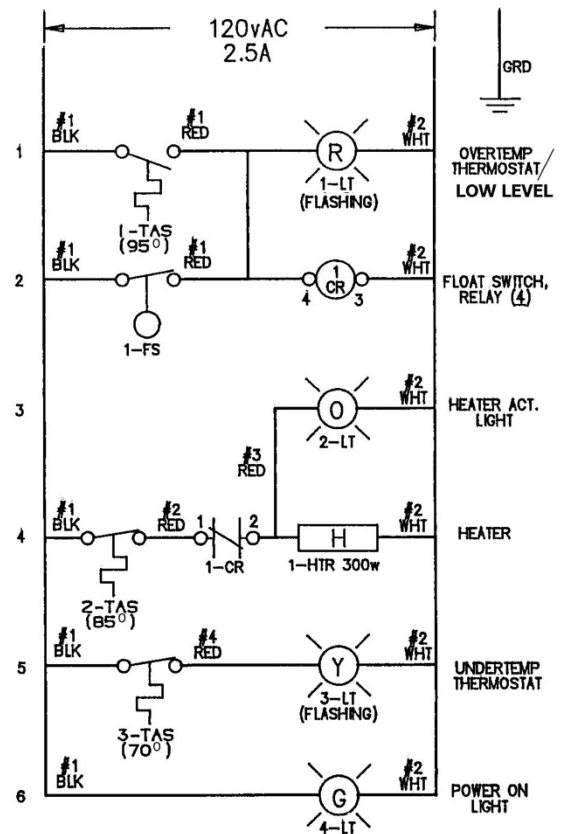 120vAC
2.5A
GRD
1
#1
BLK
#1
RED
R
1-LT
(FLASHING)
#2
WHT
OVERTEMP
THERMOSTAT/
LOW LEVEL
1-TAS
(95°)
2
#1
BLK
#1
RED
1-FS
4
1
CR
3
#2
WHT
FLOAT SWITCH,
RELAY (4)
3
O
2-LT
#2
WHT
HEATER ACT.
LIGHT
#3
RED
4
#1
BLK
#2
RED
1
2
1-CR
H
1-HTR 300w
#2
WHT
HEATER
2-TAS
(85°)
5
#1
BLK
#4
RED
Y
3-LT
(FLASHING)
#2
WHT
UNDERTEMP
THERMOSTAT
3-TAS
(70°)
6
#1
BLK
G
4-LT
#2
WHT
POWER ON
LIGHT